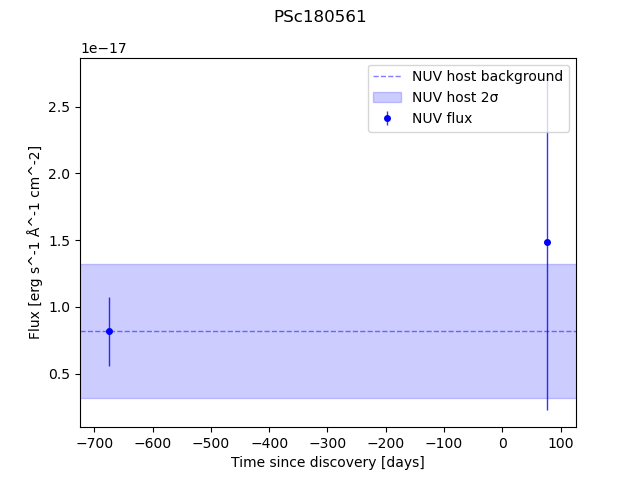 PSc180561
1e−17
NUV host background
NUV host 2σ
NUV flux
2.5
2.0
1.5
1.0
0.5
Flux [erg s^-1 Å^-1 cm^-2]
−700 −600 −500 −400 −300 −200 −100 0 100
Time since discovery [days]